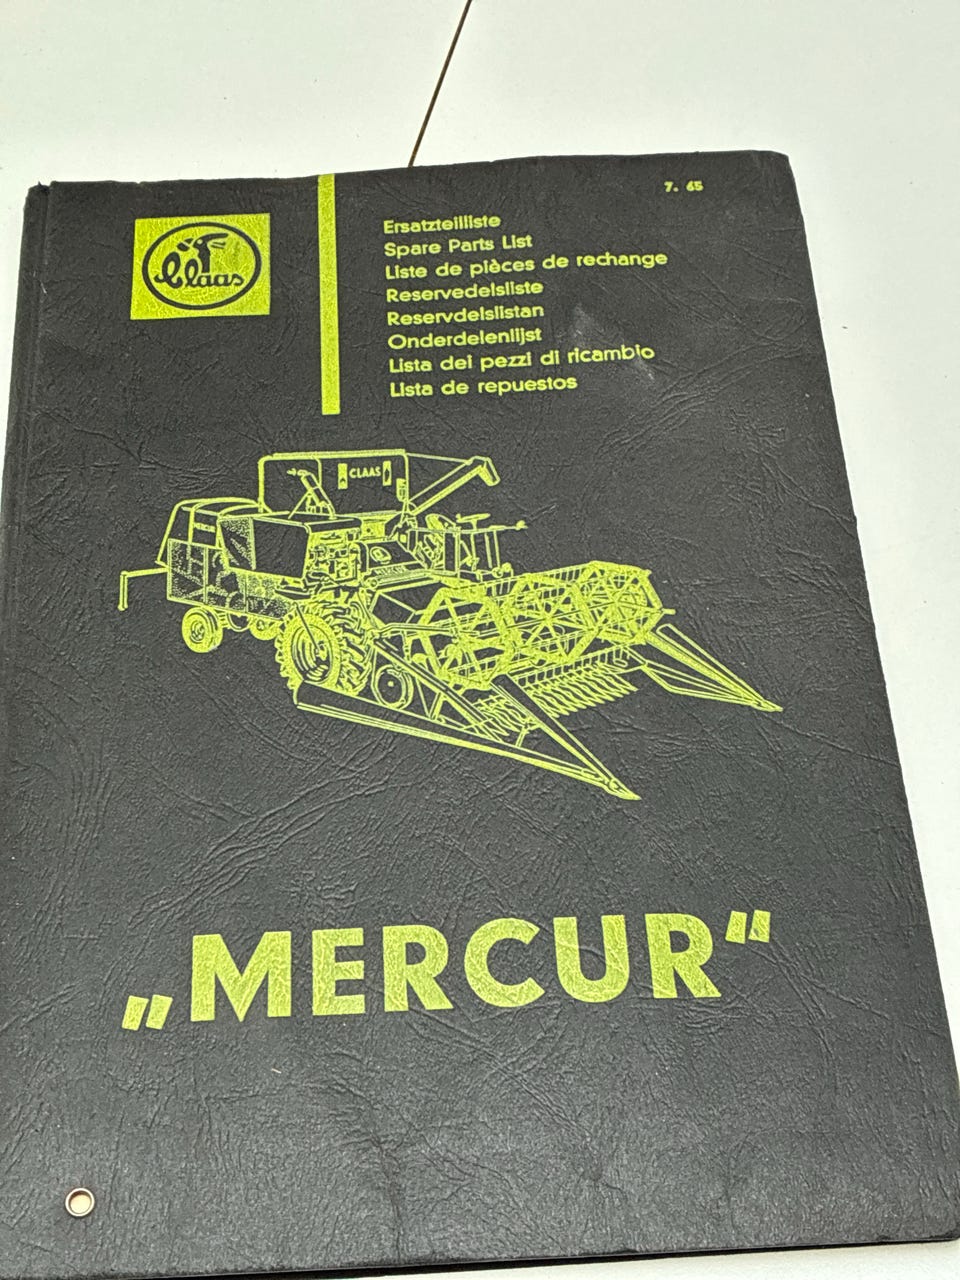 7. 65
Claas
Ersatzteilliste
Spare Parts List
Liste de pièces de rechange
Reservedelsliste
Reservdelslistan
Onderdelenlijst
Lista dei pezzi di ricambio
Lista de repuestos
CLAAS
MERCUR
„MERCUR“